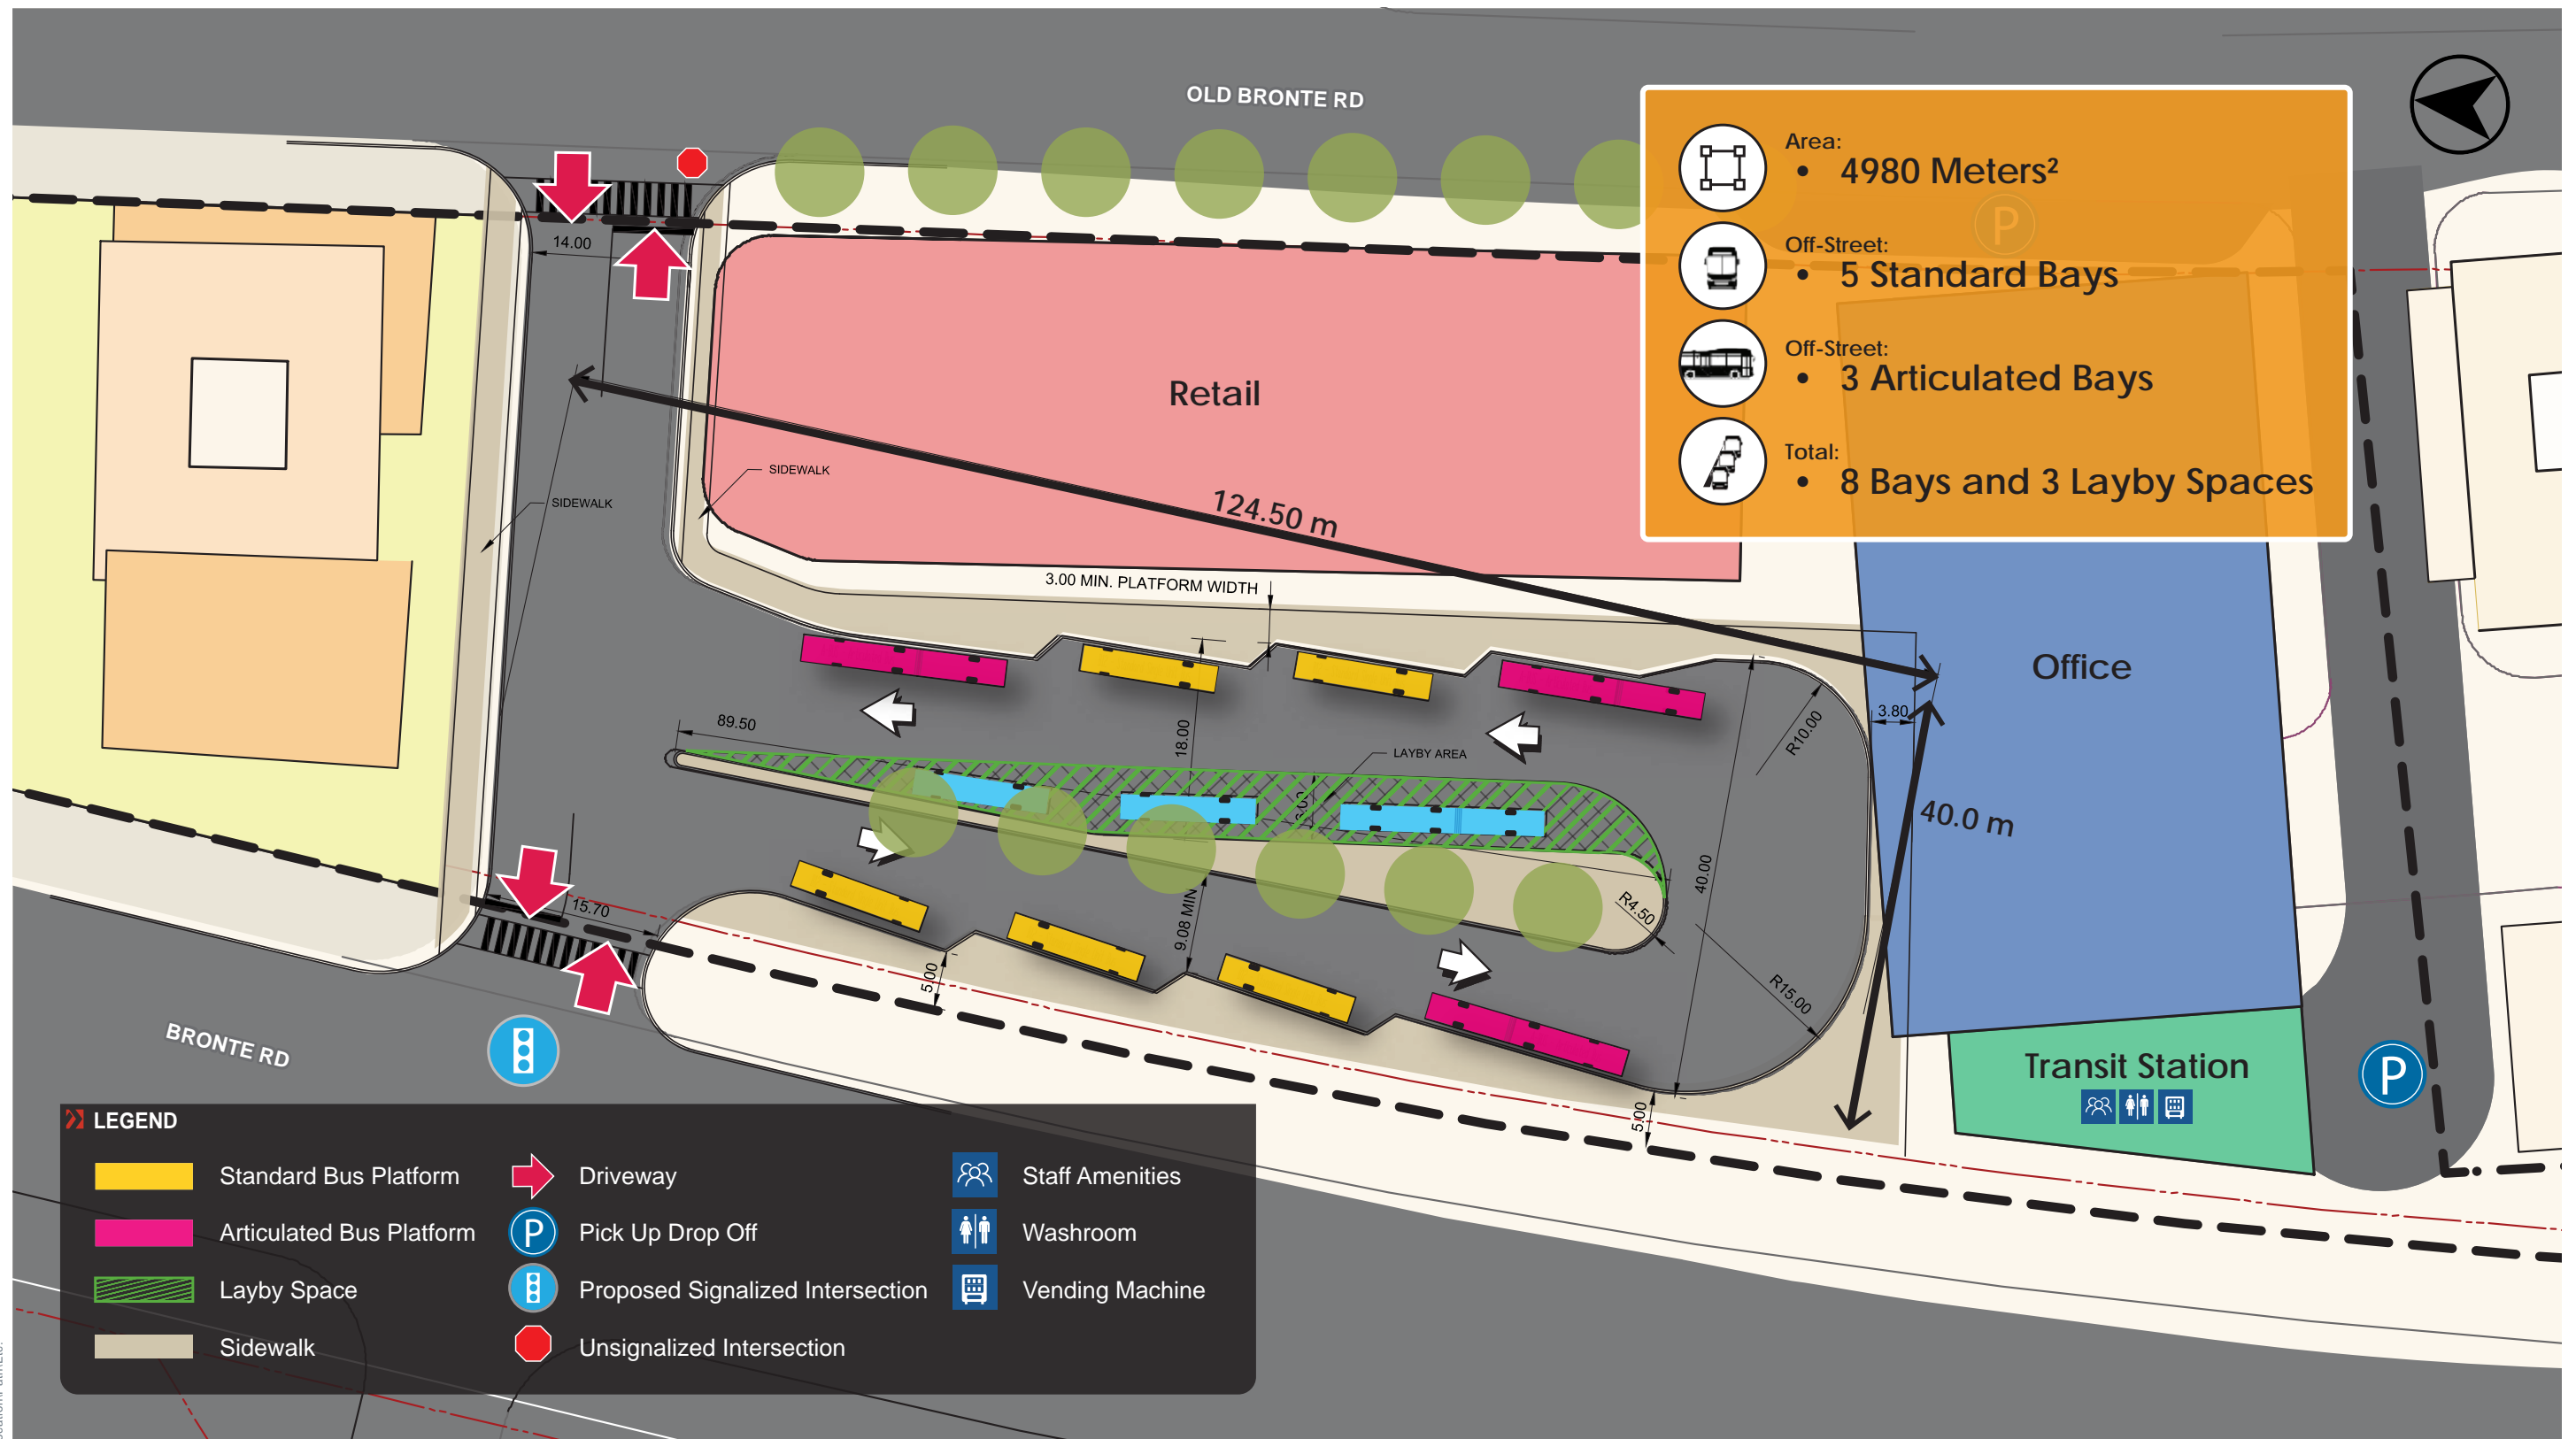 OLD BRONTE RD
Area:
• 4980 Meters²
Off-Street:
• 5 Standard Bays
Off-Street:
• 3 Articulated Bays
Total:
• 8 Bays and 3 Layby Spaces
P
14.00
Retail
SIDEWALK
SIDEWALK
124.50 m
3.00 MIN. PLATFORM WIDTH
Office
89.50
18.00
LAYBY AREA
R10.00
3.80
40.0 m
40.00
R4.50
15.70
9.08 MIN
5.00
R15.00
5.00
BRONTE RD
Transit Station
P
LEGEND
Standard Bus Platform
Articulated Bus Platform
Layby Space
Sidewalk
Driveway
P
Pick Up Drop Off
Proposed Signalized Intersection
Unsignalized Intersection
Staff Amenities
Washroom
Vending Machine